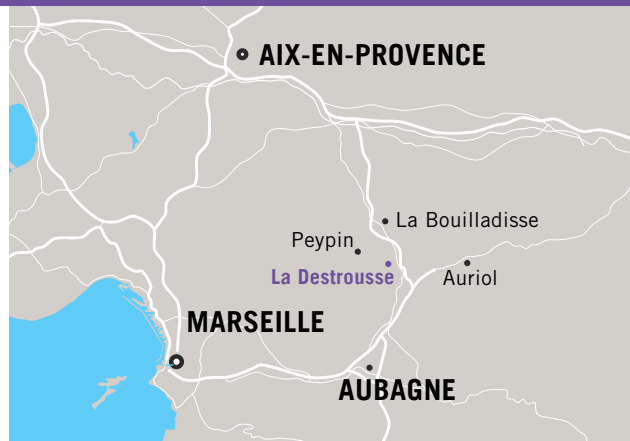 AIX-EN-PROVENCE
La Bouilladisse
Peypin
La Destrousse
Auriol
MARSEILLE
AUBAGNE